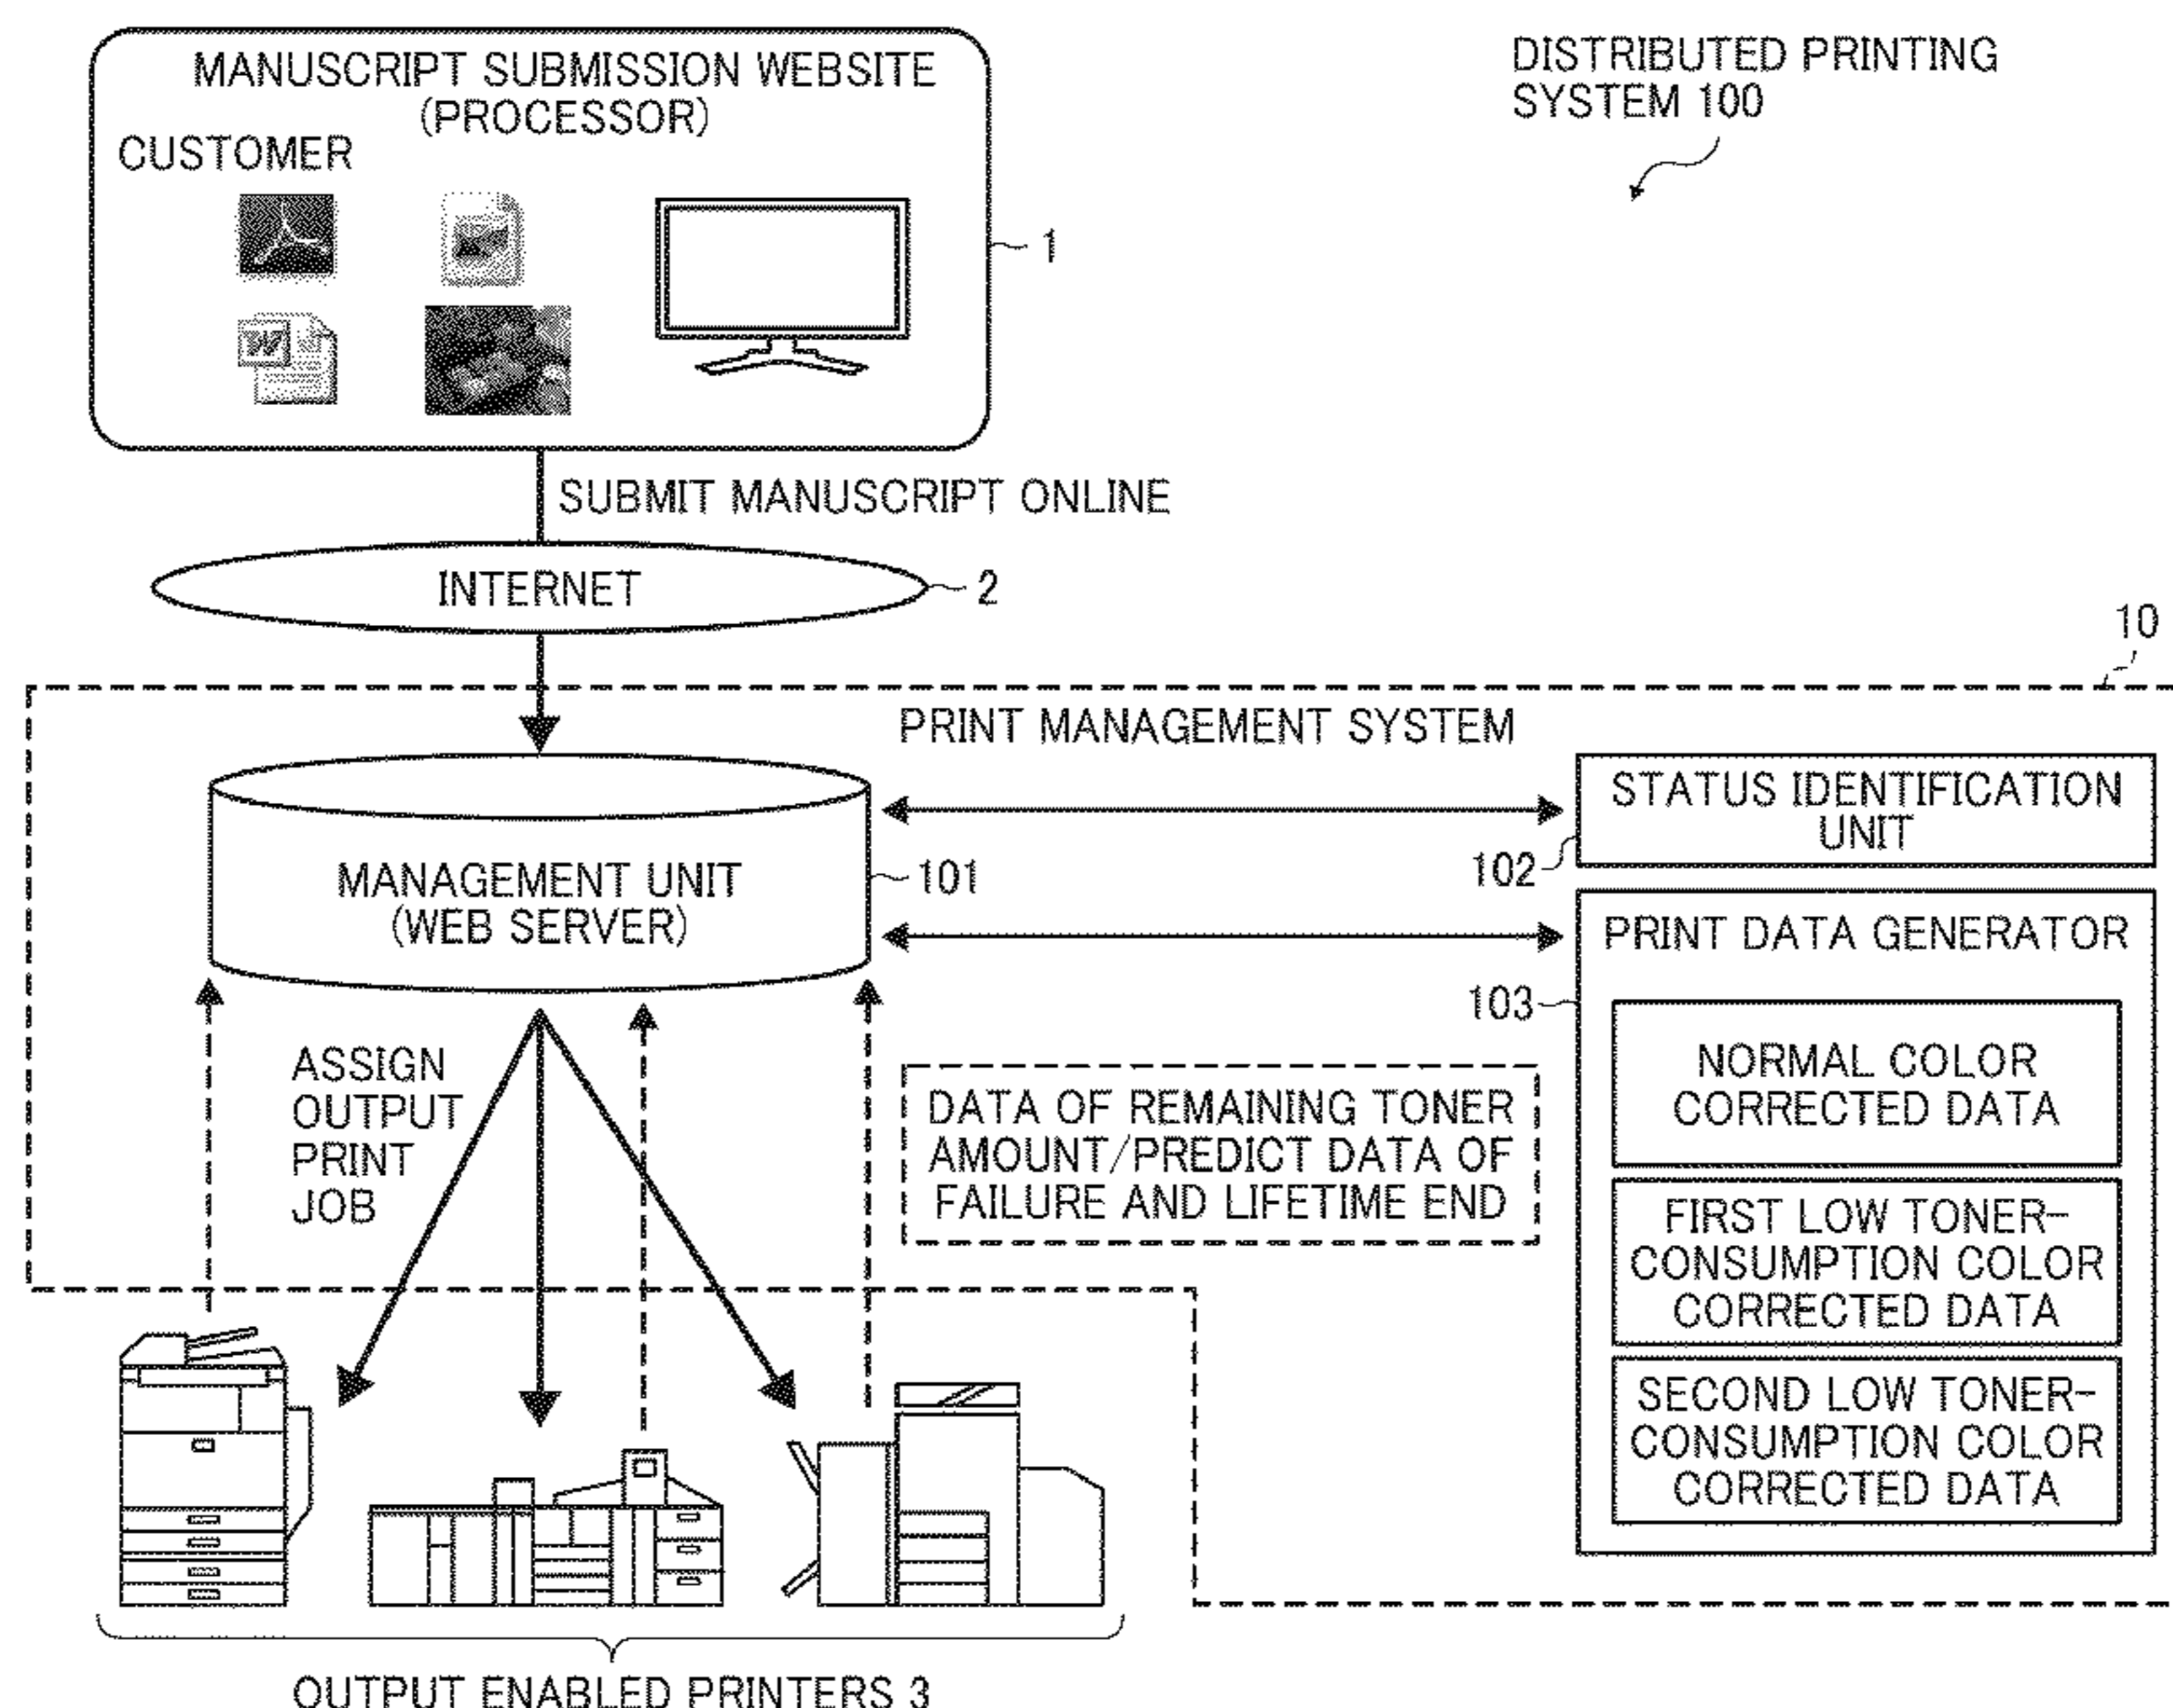 MANUSCRIPT SUBMISSION WEBSITE
(PROCESSOR)
CUSTOMER
W
1
DISTRIBUTED PRINTING
SYSTEM 100
SUBMIT MANUSCRIPT ONLINE
INTERNET
2
10
PRINT MANAGEMENT SYSTEM
MANAGEMENT UNIT
(WEB SERVER)
101
STATUS IDENTIFICATION
UNIT
102
PRINT DATA GENERATOR
103
NORMAL COLOR
CORRECTED DATA
FIRST LOW TONER-
CONSUMPTION COLOR
CORRECTED DATA
SECOND LOW TONER-
CONSUMPTION COLOR
CORRECTED DATA
ASSIGN
OUTPUT
PRINT
JOB
DATA OF REMAINING TONER
AMOUNT/PREDICT DATA OF
FAILURE AND LIFETIME END
OUTPUT ENABLED PRINTERS 3